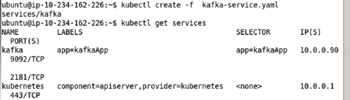 ubuntu@ip-10-234-162-226:~$ kubectl create -f  kafka-service.yaml
services/kafka
ubuntu@ip-10-234-162-226:~$ kubectl get services
NAME          LABELS                                    SELECTOR       IP(S)
  PORT(S)
kafka         app=kafkaApp                              app=kafkaApp   10.0.0.90
  9092/TCP
  2181/TCP
kubernetes    component=apiserver,provider=kubernetes   <none>         10.0.0.1
  443/TCP